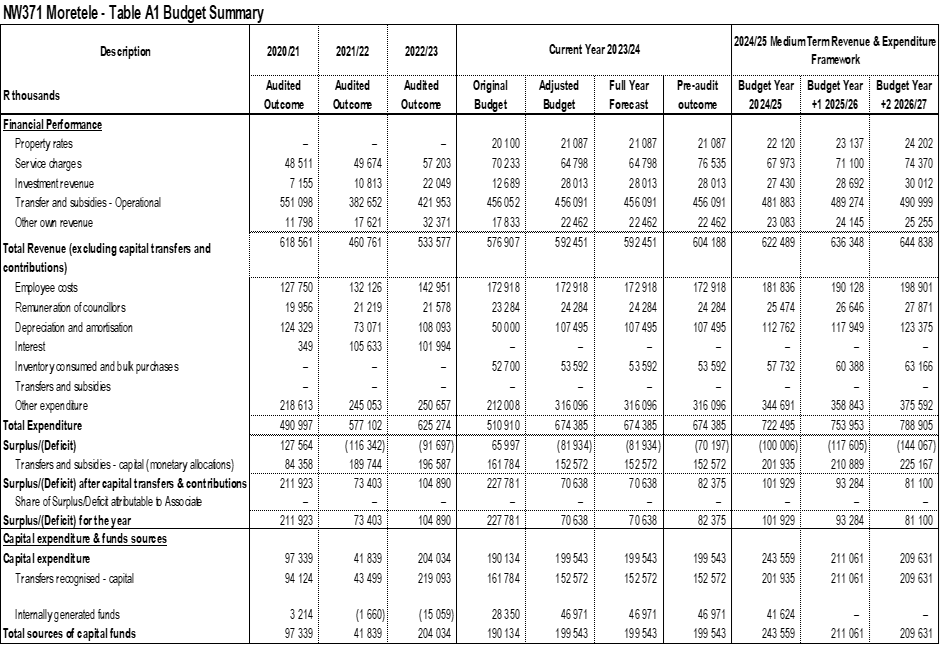 NW371 Moretele - Table A1 Budget Summary
Description 2020/21 2021/22 2022/23 Current Year 2023/24 2024/25 Medium Term Revenue & Expenditure
Framework
R thousands Audited Outcome Audited Outcome Audited Outcome Original Budget Adjusted Budget Full Year Forecast Pre-audit outcome Budget Year 2024/25 Budget Year +1 2025/26 Budget Year +2 2026/27
Financial Performance
Property rates – – – 20 100 21 087 21 087 21 087 22 120 23 137 24 202
Service charges 48 511 49 674 57 203 70 233 64 798 64 798 76 535 67 973 71 100 74 370
Investment revenue 7 155 10 813 22 049 12 689 28 013 28 013 28 013 27 430 28 692 30 012
Transfer and subsidies - Operational 551 098 382 652 421 953 456 052 456 091 456 091 456 091 481 883 489 274 490 999
Other own revenue 11 798 17 621 32 371 17 833 22 462 22 462 22 462 23 083 24 145 25 255
Total Revenue (excluding capital transfers and 618 561 460 761 533 577 576 907 592 451 592 451 604 188 622 489 636 348 644 838
contributions)
Employee costs 127 750 132 126 142 951 172 918 172 918 172 918 172 918 181 836 190 128 198 901
Remuneration of councillors 19 956 21 219 21 578 23 284 24 284 24 284 24 284 25 474 26 646 27 871
Depreciation and amortisation 124 329 73 071 108 093 50 000 107 495 107 495 107 495 112 762 117 949 123 375
Interest 349 105 633 101 994 – – – – – – –
Inventory consumed and bulk purchases – – – 52 700 53 592 53 592 53 592 57 732 60 388 63 166
Transfers and subsidies – – – – – – – – – –
Other expenditure 218 613 245 053 250 657 212 008 316 096 316 096 316 096 344 691 358 843 375 592
Total Expenditure 490 997 577 102 625 274 510 910 674 385 674 385 674 385 722 495 753 953 788 905
Surplus/(Deficit) 127 564 (116 342) (91 697) 65 997 (81 934) (81 934) (70 197) (100 006) (117 605) (144 067)
Transfers and subsidies - capital (monetary allocations) 84 358 189 744 196 587 161 784 152 572 152 572 152 572 201 935 210 889 225 167
Surplus/(Deficit) after capital transfers & contributions 211 923 73 403 104 890 227 781 70 638 70 638 82 375 101 929 93 284 81 100
Share of Surplus/Deficit attributable to Associate – – – – – – – – – –
Surplus/(Deficit) for the year 211 923 73 403 104 890 227 781 70 638 70 638 82 375 101 929 93 284 81 100
Capital expenditure & funds sources
Capital expenditure 97 339 41 839 204 034 190 134 199 543 199 543 199 543 243 559 211 061 209 631
Transfers recognised - capital 94 124 43 499 219 093 161 784 152 572 152 572 152 572 201 935 211 061 209 631
Internally generated funds 3 214 (1 660) (15 059) 28 350 46 971 46 971 46 971 41 624 – –
Total sources of capital funds 97 339 41 839 204 034 190 134 199 543 199 543 199 543 243 559 211 061 209 631